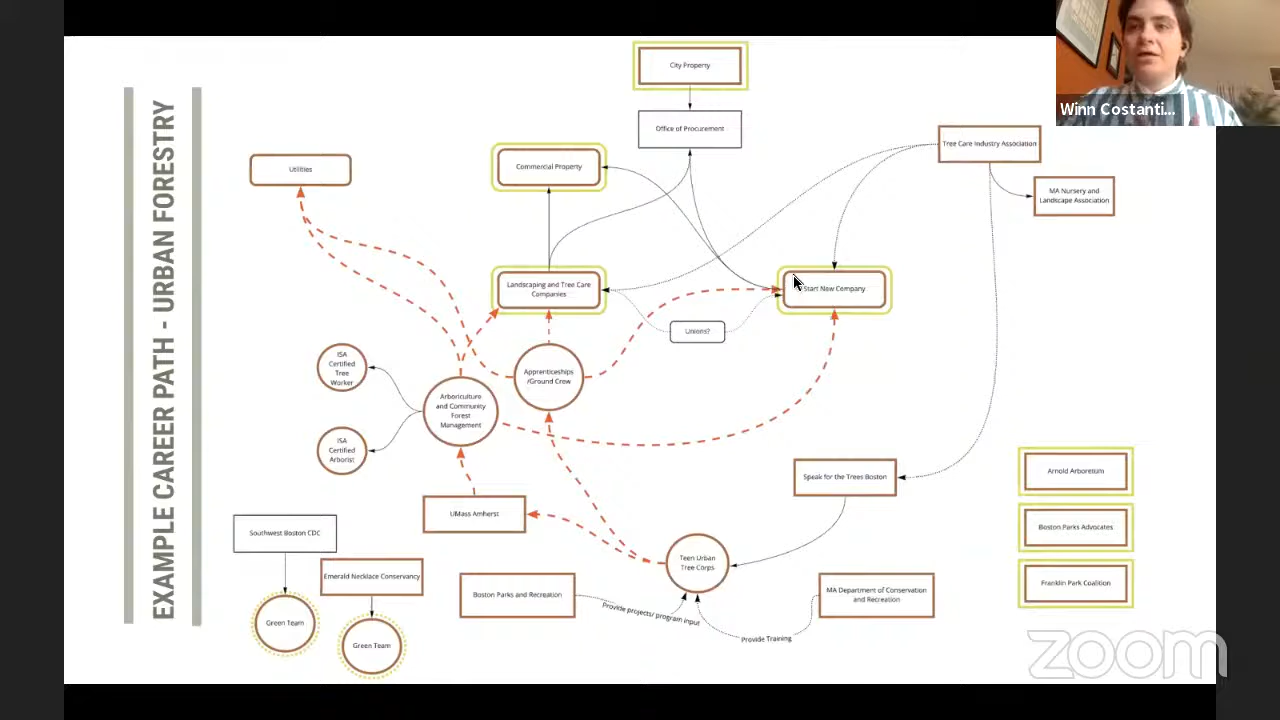 EXAMPLE CAREER PATH - URBAN FORESTRY
City Property
Office of Procurement
Utilities
Commercial Property
Tree Care Industry Association
MA Nursery and
Landscape Association
Landscaping and Tree Care
Companies
Start New Company
Unions?
ISA
Certified
Tree
Worker
Apprenticeships
/Ground Crew
Arboriculture
and Community
Forest
Management
ISA
Certified
Arborist
Speak for the Trees Boston
Arnold Arboretum
UMass Amherst
Boston Parks Advocates
Southwest Boston CDC
Teen Urban
Tree Corps
Emerald Necklace Conservancy
Boston Parks and Recreation
MA Department of Conservation
and Recreation
Franklin Park Coalition
Provide projects/ program input
Provide Training
Green Team
Green Team
Winn Costanti...
zoom